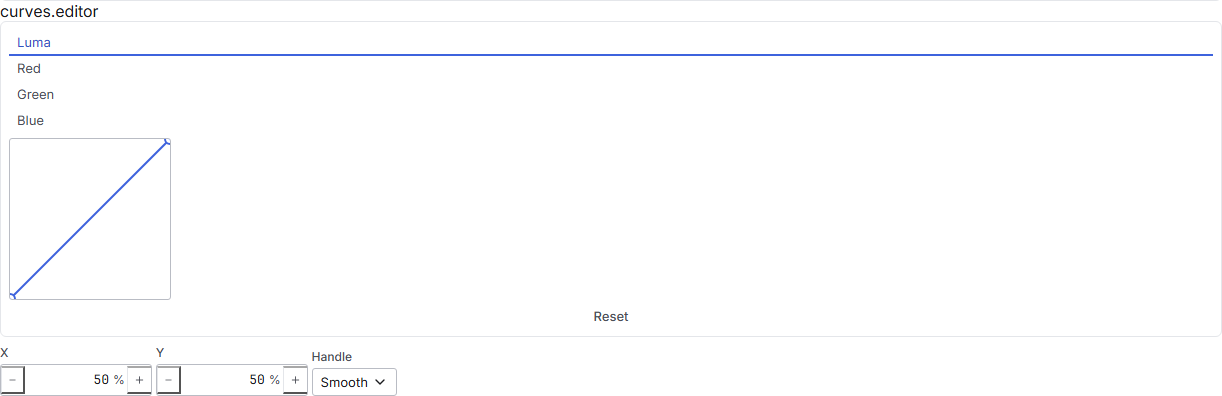 curves.editor
Luma
Red
Green
Blue
Reset
X Y Handle
− 50 % + − 50 % + Smooth